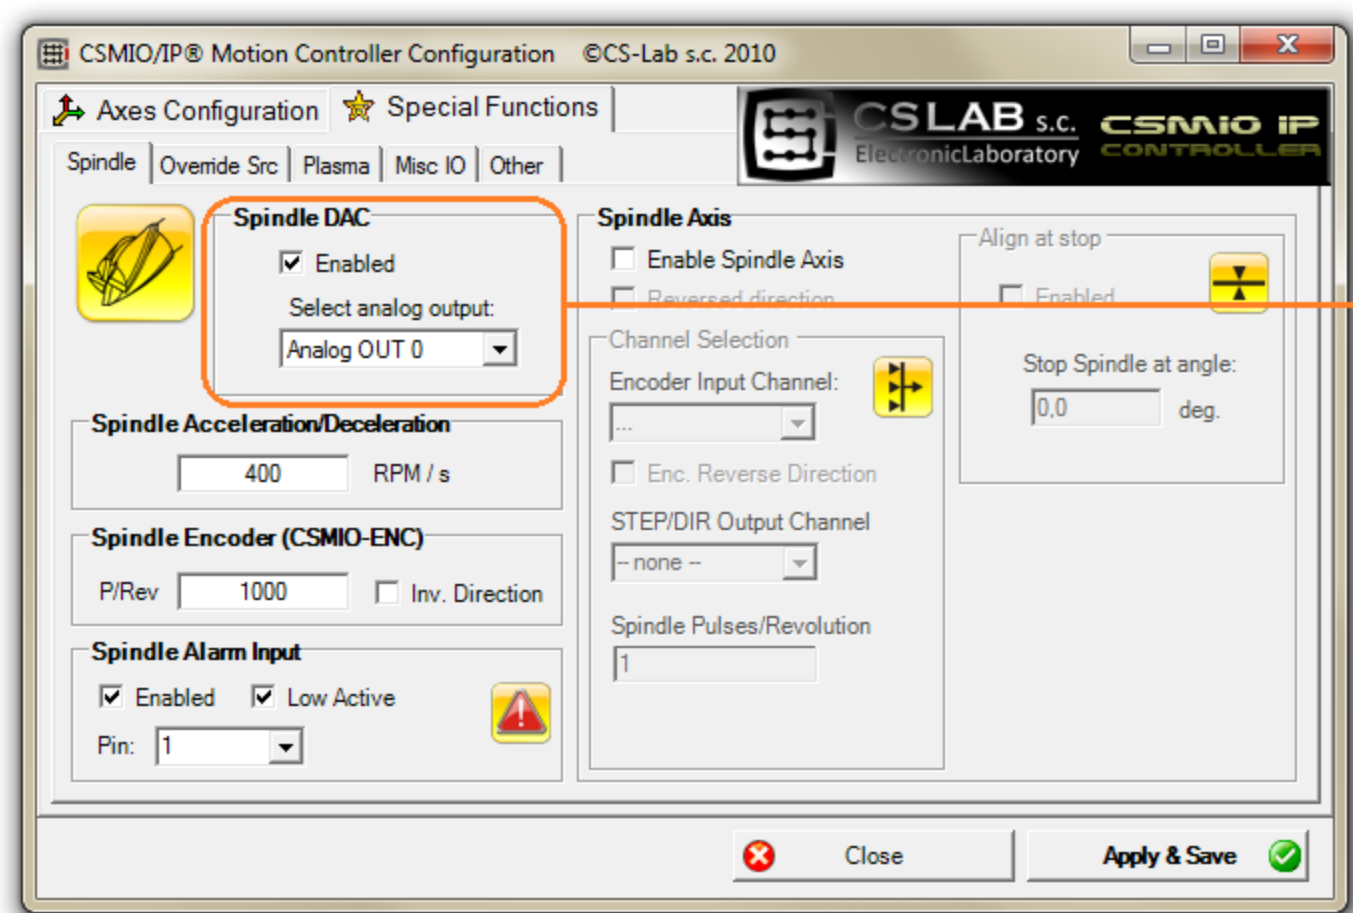 CSMIO/IP® Motion Controller Configuration ©CS-Lab s.c. 2010
Axes Configuration
Special Functions
CSLAB s.c.
ElectronicLaboratory
CSMIO IP
CONTROLLER
Spindle
Override Src
Plasma
Misc IO
Other
Spindle DAC
Enabled
Select analog output:
Analog OUT 0
Spindle Acceleration/Deceleration
400 RPM / s
Spindle Encoder (CSMIO-ENC)
P/Rev 1000 Inv. Direction
Spindle Alarm Input
Enabled Low Active
Pin: 1
Spindle Axis
Enable Spindle Axis
Reversed direction
Channel Selection
Encoder Input Channel:
...
Enc. Reverse Direction
STEP/DIR Output Channel
-- none --
Spindle Pulses/Revolution
1
Align at stop
Enabled
Stop Spindle at angle:
0,0 deg.
Close
Apply & Save